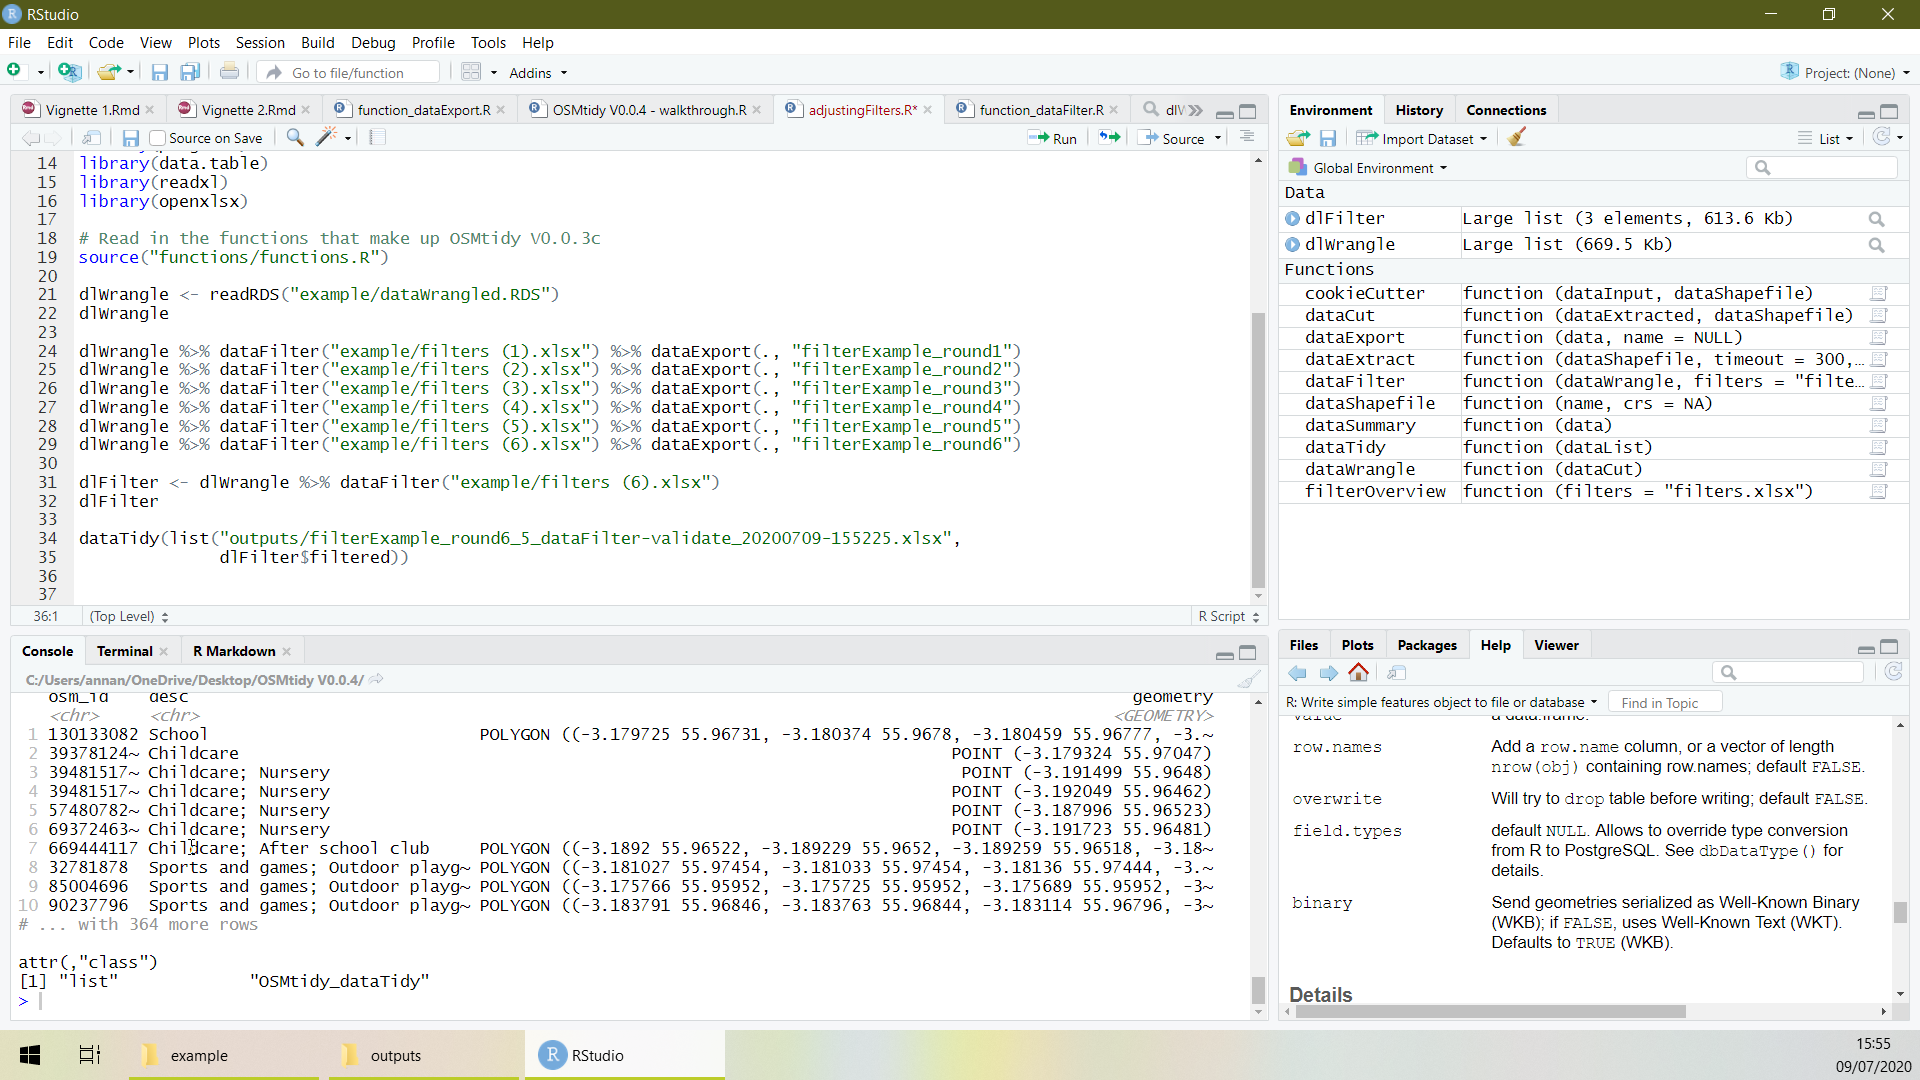 RStudio
File Edit Code View Plots Session Build Debug Profile Tools Help
Go to file/function Addins Project: (None)
Vignette 1.Rmd Vignette 2.Rmd function_dataExport.R OSMtidy V0.0.4 - walkthrough.R adjustingFilters.R* function_dataFilter.R
Source on Save Run Source
14 library(data.table)
15 library(readxl)
16 library(openxlsx)
17
18 # Read in the functions that make up OSMtidy V0.0.3c
19 source("functions/functions.R")
20
21 dlWrangle <- readRDS("example/dataWrangled.RDS")
22 dlWrangle
23
24 dlWrangle %>% dataFilter("example/filters (1).xlsx") %>% dataExport(., "filterExample_round1")
25 dlWrangle %>% dataFilter("example/filters (2).xlsx") %>% dataExport(., "filterExample_round2")
26 dlWrangle %>% dataFilter("example/filters (3).xlsx") %>% dataExport(., "filterExample_round3")
27 dlWrangle %>% dataFilter("example/filters (4).xlsx") %>% dataExport(., "filterExample_round4")
28 dlWrangle %>% dataFilter("example/filters (5).xlsx") %>% dataExport(., "filterExample_round5")
29 dlWrangle %>% dataFilter("example/filters (6).xlsx") %>% dataExport(., "filterExample_round6")
30
31 dlFilter <- dlWrangle %>% dataFilter("example/filters (6).xlsx")
32 dlFilter
33
34 dataTidy(list("outputs/filterExample_round6_5_dataFilter-validate_20200709-155225.xlsx",
35 dlFilter$filtered))
36
37
36:1 (Top Level) R Script
Console Terminal R Markdown
C:/Users/annan/OneDrive/Desktop/OSMtidy V0.0.4/
osm_id desc geometry
<chr> <chr> <GEOMETRY>
1 130133082 School POLYGON ((-3.179725 55.96731, -3.180374 55.9678, -3.180459 55.96777, -3.~
2 39378124~ Childcare POINT (-3.179324 55.97047)
3 39481517~ Childcare; Nursery POINT (-3.191499 55.9648)
4 39481517~ Childcare; Nursery POINT (-3.192049 55.96462)
5 57480782~ Childcare; Nursery POINT (-3.187996 55.96523)
6 69372463~ Childcare; Nursery POINT (-3.191723 55.96481)
7 669444117 Childcare; After school club POLYGON ((-3.1892 55.96522, -3.189229 55.9652, -3.189259 55.96518, -3.18~
8 32781878 Sports and games; Outdoor playg~ POLYGON ((-3.181027 55.97454, -3.181033 55.97454, -3.18136 55.97444, -3.~
9 85004696 Sports and games; Outdoor playg~ POLYGON ((-3.175766 55.95952, -3.175725 55.95952, -3.175689 55.95952, -3~
10 90237796 Sports and games; Outdoor playg~ POLYGON ((-3.183791 55.96846, -3.183763 55.96844, -3.183114 55.96796, -3~
# ... with 364 more rows
attr(,"class")
[1] "list" "OSMtidy_dataTidy"
>
Environment History Connections
Import Dataset List
Global Environment
Data
dlFilter Large list (3 elements, 613.6 Kb)
dlWrangle Large list (669.5 Kb)
Functions
cookieCutter function (dataInput, dataShapefile)
dataCut function (dataExtracted, dataShapefile)
dataExport function (data, name = NULL)
dataExtract function (dataShapefile, timeout = 300,...
dataFilter function (dataWrangle, filters = "filte...
dataShapefile function (name, crs = NA)
dataSummary function (data)
dataTidy function (dataList)
dataWrangle function (dataCut)
filterOverview function (filters = "filters.xlsx")
Files Plots Packages Help Viewer
R: Write simple features object to file or database Find in Topic
value a data.frame.
row.names Add a row.name column, or a vector of length
nrow(obj) containing row.names; default FALSE.
overwrite Will try to drop table before writing; default FALSE.
field.types default NULL. Allows to override type conversion
from R to PostgreSQL. See dbDataType() for
details.
binary Send geometries serialized as Well-Known Binary
(WKB); if FALSE, uses Well-Known Text (WKT).
Defaults to TRUE (WKB).
Details
example outputs RStudio
15:55
09/07/2020